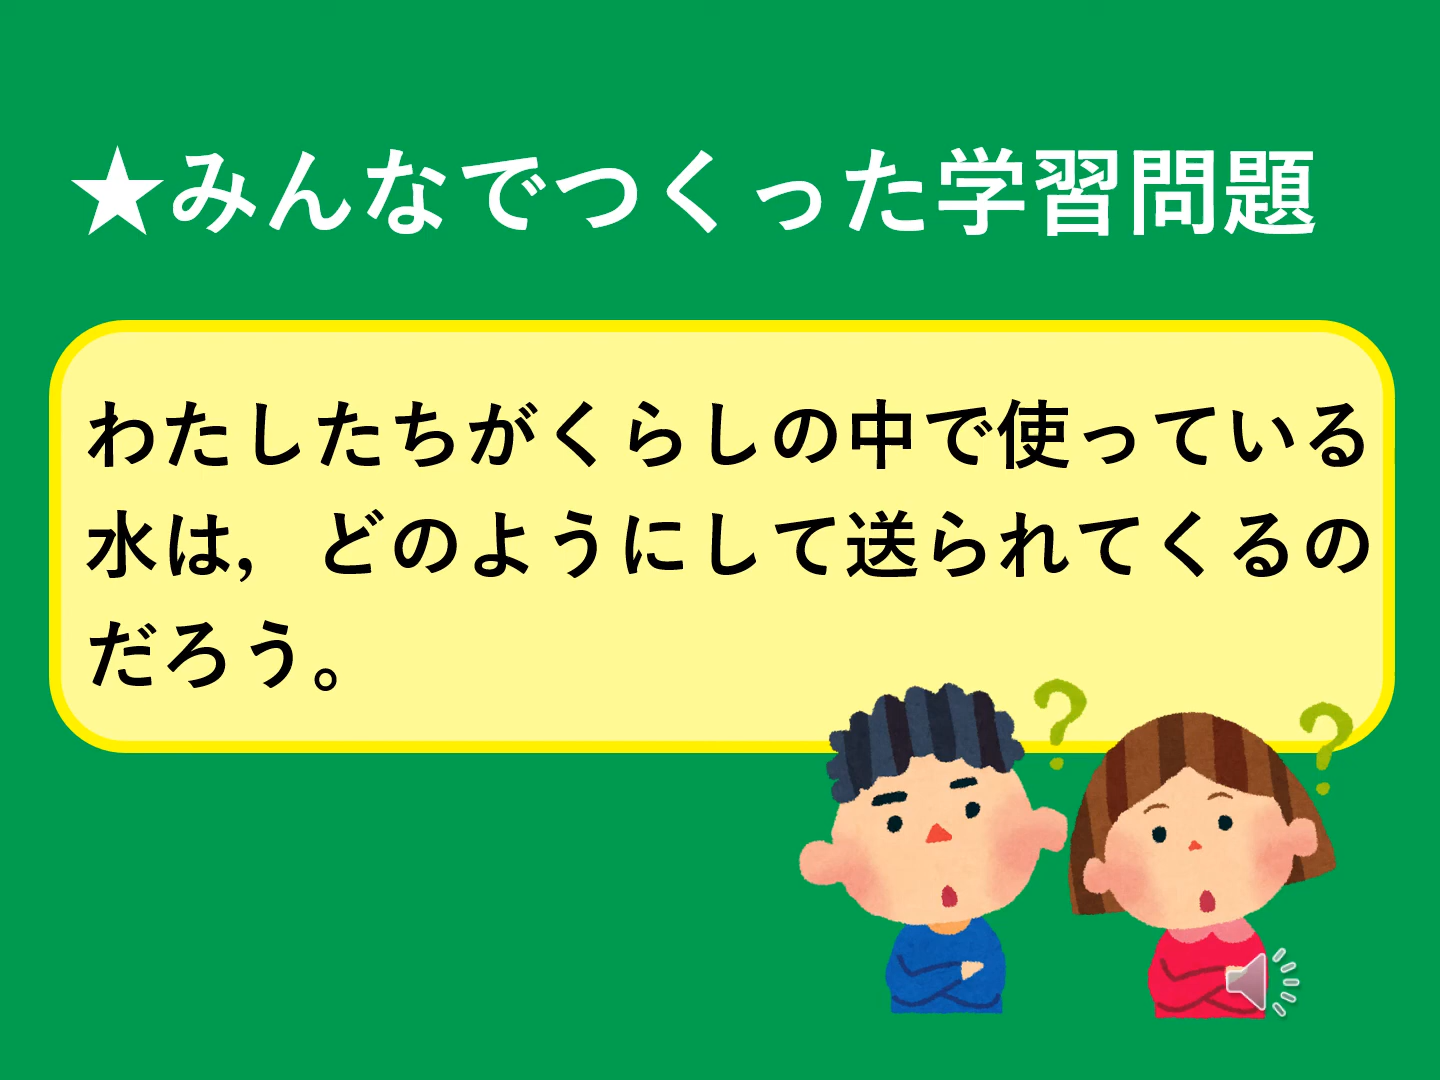 ★みんなでつくった学習問題
わたしたちがくらしの中で使っている
水は，どのようにして送られてくるの
だろう。
?
?